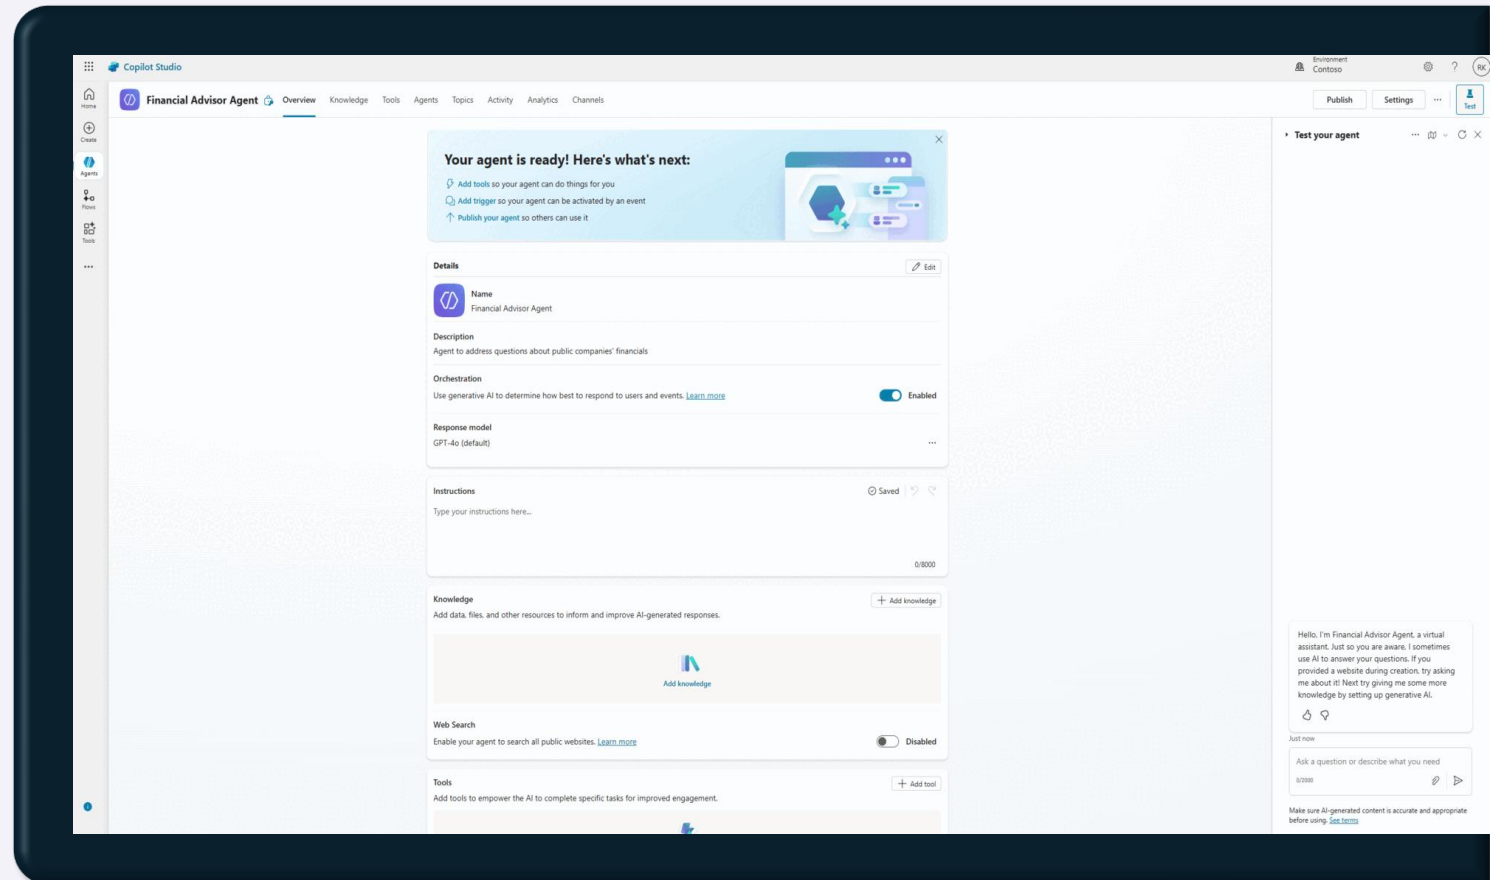 Copilot Studio
Environment
Contoso
RK
Home
Create
Agents
Flows
Tools
Financial Advisor Agent
Overview
Knowledge
Tools
Agents
Topics
Activity
Analytics
Channels
Publish
Settings
Test
Your agent is ready! Here's what's next:
Add tools so your agent can do things for you
Add trigger so your agent can be activated by an event
Publish your agent so others can use it
Details
Edit
Name
Financial Advisor Agent
Description
Agent to address questions about public companies' financials
Orchestration
Use generative AI to determine how best to respond to users and events. Learn more
Enabled
Response model
GPT-4o (default)
Instructions
Saved
Type your instructions here...
0/8000
Knowledge
Add knowledge
Add data, files, and other resources to inform and improve AI-generated responses.
Add knowledge
Web Search
Enable your agent to search all public websites. Learn more
Disabled
Tools
Add tool
Add tools to empower the AI to complete specific tasks for improved engagement.
Test your agent
Hello, I'm Financial Advisor Agent, a virtual
assistant. Just so you are aware, I sometimes
use AI to answer your questions. If you
provided a website during creation, try asking
me about it! Next try giving me some more
knowledge by setting up generative AI.
Just now
Ask a question or describe what you need
0/2000
Make sure AI-generated content is accurate and appropriate
before using. See terms